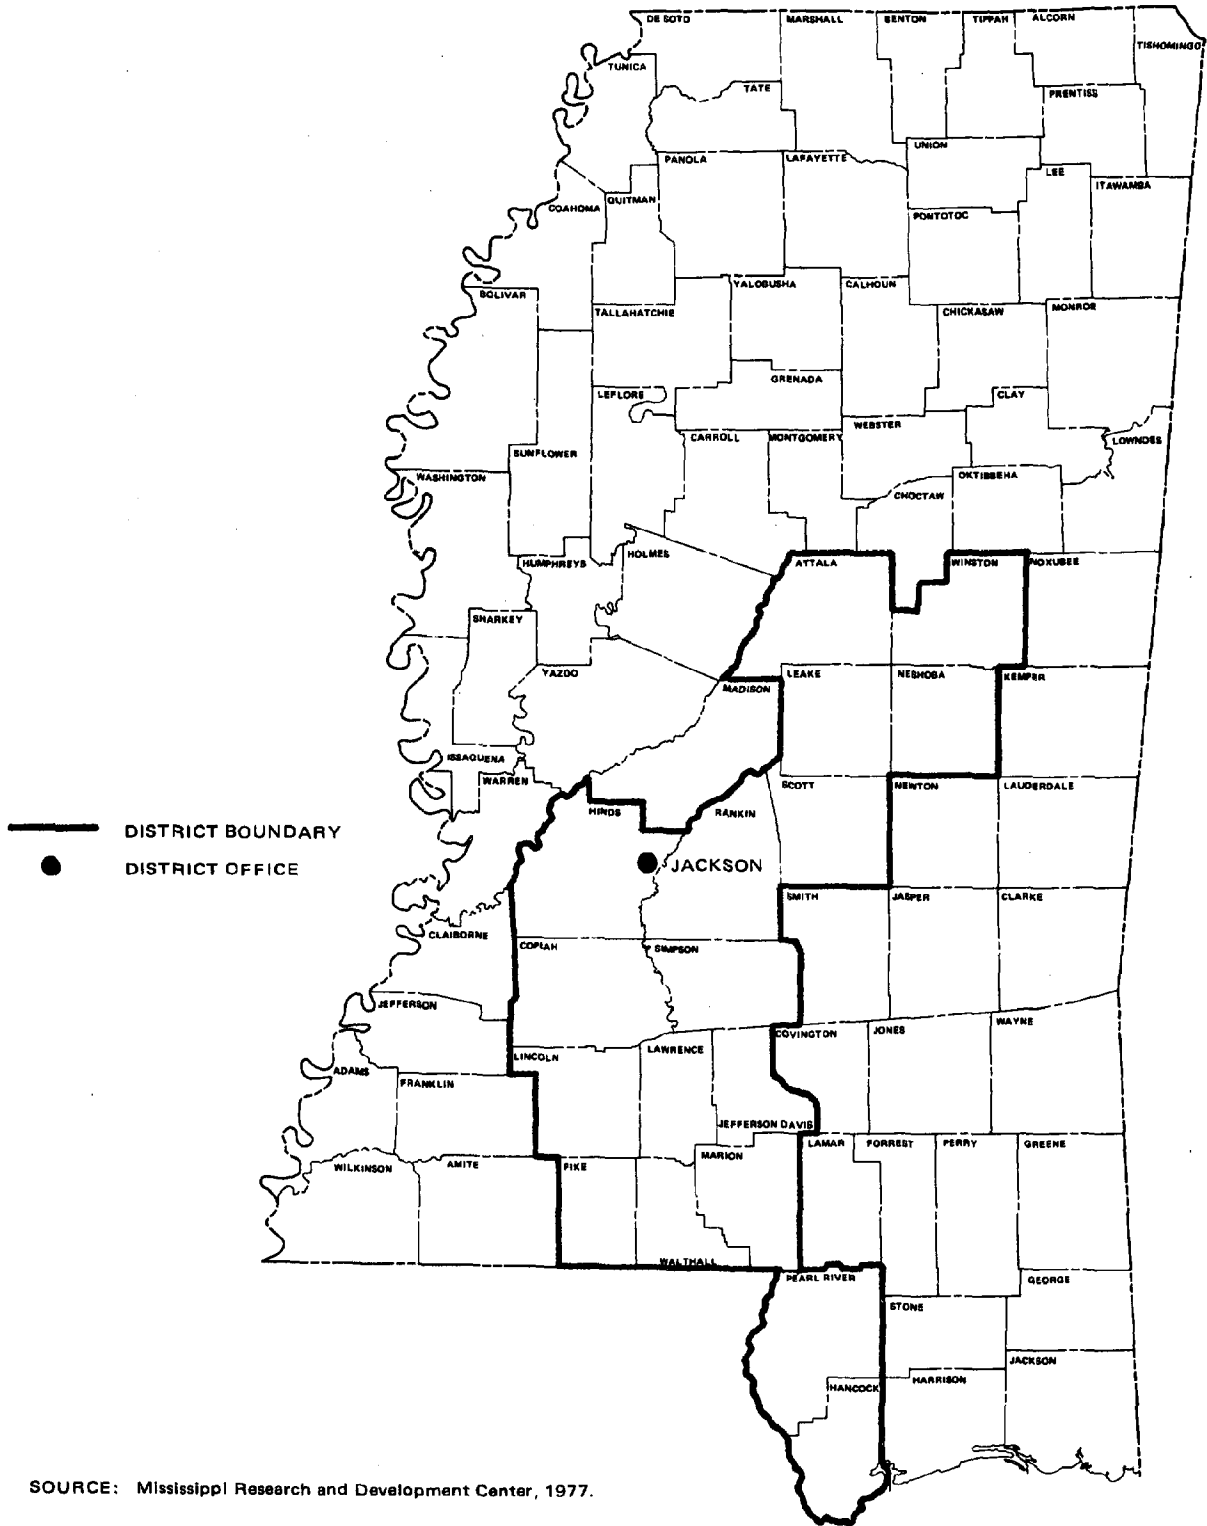 DE SOTO
MARSHALL
BENTON
TIPPAH
ALCORN
TISHOMINGO
TUNICA
TATE
PRENTISS
PANOLA
LAFAYETTE
UNION
LEE
ITAWAMBA
COAHOMA
QUITMAN
PONTOTOC
BOLIVAR
YALOBUSHA
CALHOUN
TALLAHATCHIE
CHICKASAW
MONROE
GRENADA
LEFLORE
CLAY
WEBSTER
CARROLL
MONTGOMERY
LOWNDES
SUNFLOWER
WASHINGTON
OKTIBBEHA
CHOCTAW
HOLMES
HUMPHREYS
ATTALA
WINSTON
NOXUBEE
SHARKEY
YAZOO
MADISON
LEAKE
NESHOBA
KEMPER
ISSAQUENA
WARREN
SCOTT
NEWTON
LAUDERDALE
HINDS
RANKIN
DISTRICT BOUNDARY
DISTRICT OFFICE
JACKSON
SMITH
JASPER
CLARKE
CLAIBORNE
COPIAH
SIMPSON
JEFFERSON
COVINGTON
JONES
WAYNE
LINCOLN
LAWRENCE
ADAMS
FRANKLIN
JEFFERSON DAVIS
LAMAR
FORREST
PERRY
GREENE
WILKINSON
AMITE
PIKE
MARION
WALTHALL
PEARL RIVER
GEORGE
STONE
JACKSON
HANCOCK
HARRISON
SOURCE: Mississippi Research and Development Center, 1977.